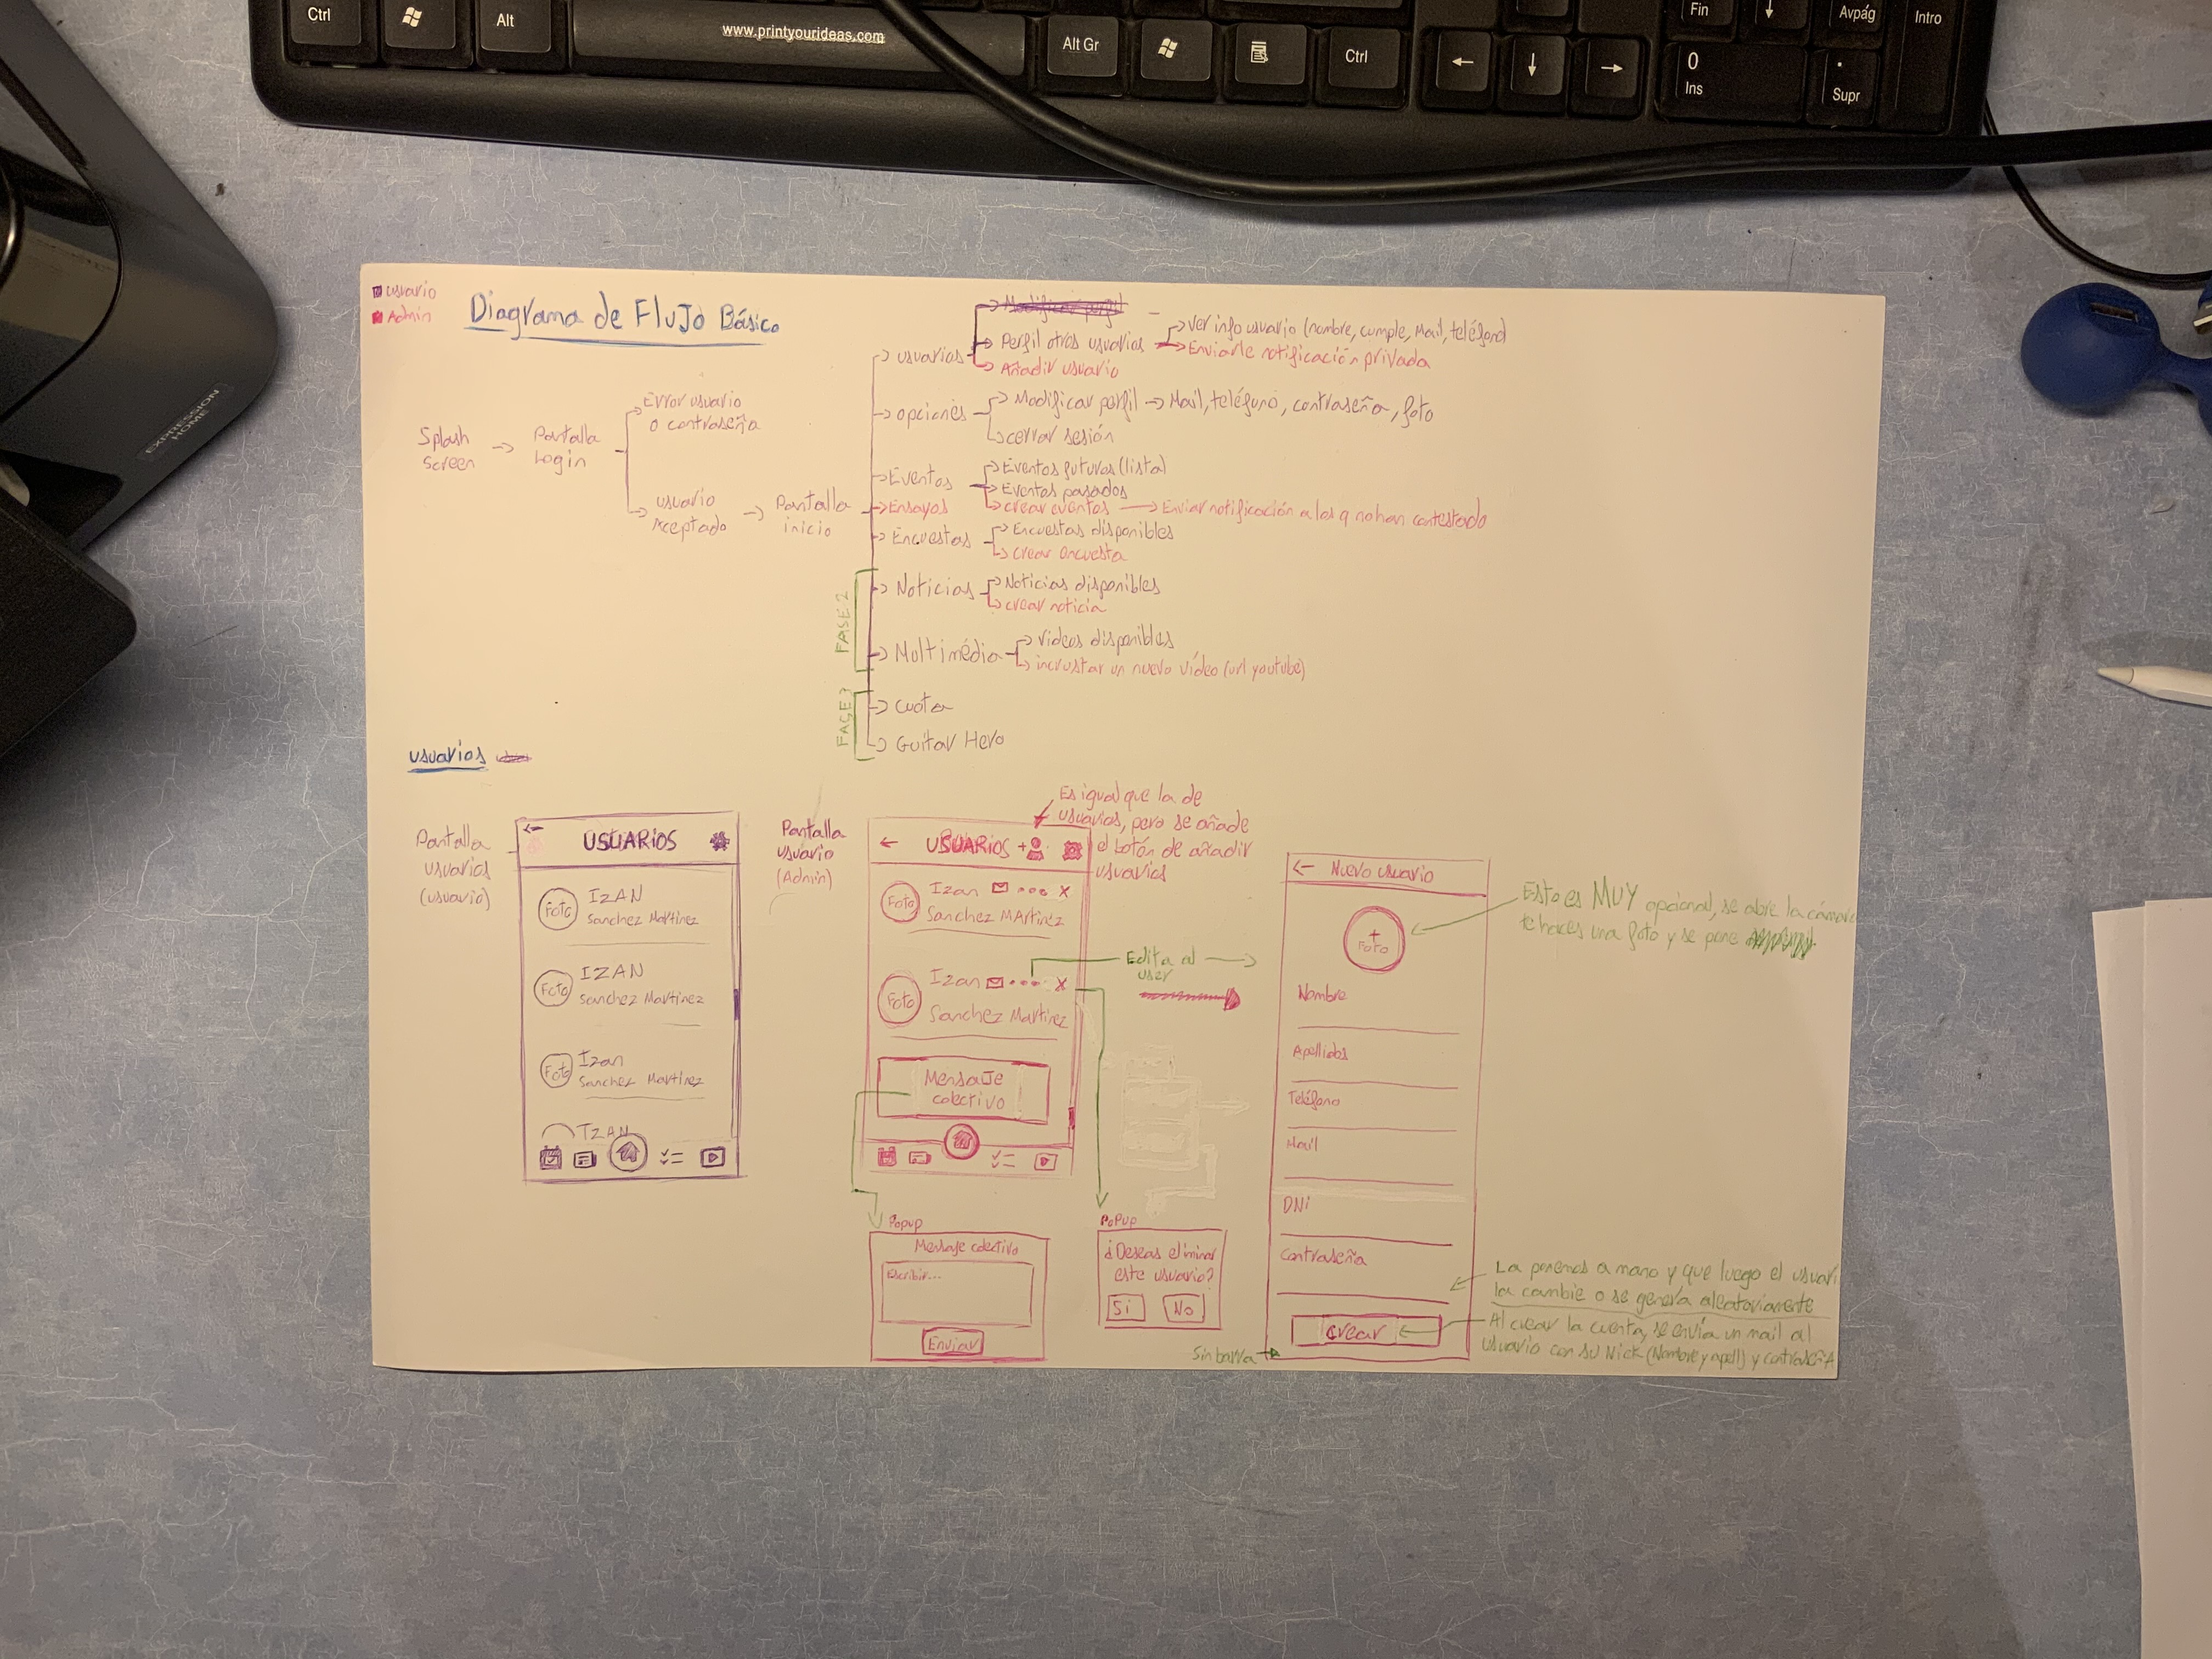 Ctrl
Alt
www.printyourideas.com
Alt Gr
Ctrl
Fin
Avpág
Intro
0
Ins
.
Supr
EXPRESSION
HOME
usuario
Admin
Diagrama de FluJo Básico
Splash
screen
Pantalla
Login
Error usuario
o contraseña
usuario
Aceptado
Pantalla
inicio
usuarios
Modificar perfil
Perfil otros usuarios
Ver info usuario (nombre, cumple, Mail, teléfono)
Enviarle notificación privada
Añadir usuario
opciones
Modificar perfil
Mail, teléfono, contraseña, foto
cerrar sesión
Eventos
Eventos futuros (lista)
Eventos pasados
crear eventos
Enviar notificación a los q no han contestado
Ensayos
Encuestas
Encuestas disponibles
crear encuesta
FASE 2
Noticias
Noticias disponibles
crear noticia
Moltimédia
videos disponibles
incrustar un nuevo vídeo (url youtube)
FASE 3
cuota
Guitar Hero
usuarios
Pantalla
usuarios
(usuario)
USUARIOS
Foto
IZAN
Sanchez Martinez
Foto
IZAN
Sanchez Martinez
Foto
Izan
Sanchez Martinez
IZAN
Pantalla
usuario
(Admin)
Es igual que la de
usuarios, pero se añade
el botón de añadir
usuarios
USUARIOS +
Foto
Izan ... x
Sanchez MArtinez
Foto
Izan ... x
Sanchez Martinez
Mensaje
colectivo
Edita al
user
Popup
Mensaje colectivo
Escribir...
Enviar
PoPup
¿Deseas eliminar
este usuario?
Si
No
Nuevo usuario
+
Foto
Nombre
Apellidos
Teléfono
Mail
DNi
Contraseña
crear
Sin barra
Esto es MUY opcional, se abre la cámara
te haces una foto y se pone
La ponemos a mano y que luego el usuari
la cambie o se genera aleatoriamente
Al crear la cuenta, se envía un mail al
usuario con su Nick (Nombre y apell) y contraseñA